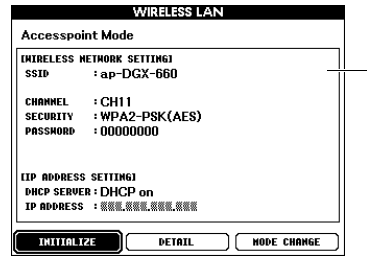 WIRELESS LAN
Accesspoint Mode
[WIRELESS NETWORK SETTING]
SSID : ap-DGX-660
CHANNEL : CH11
SECURITY : WPA2-PSK(AES)
PASSWORD : 00000000
[IP ADDRESS SETTING]
DHCP SERVER : DHCP on
IP ADDRESS :
INITIALIZE DETAIL MODE CHANGE